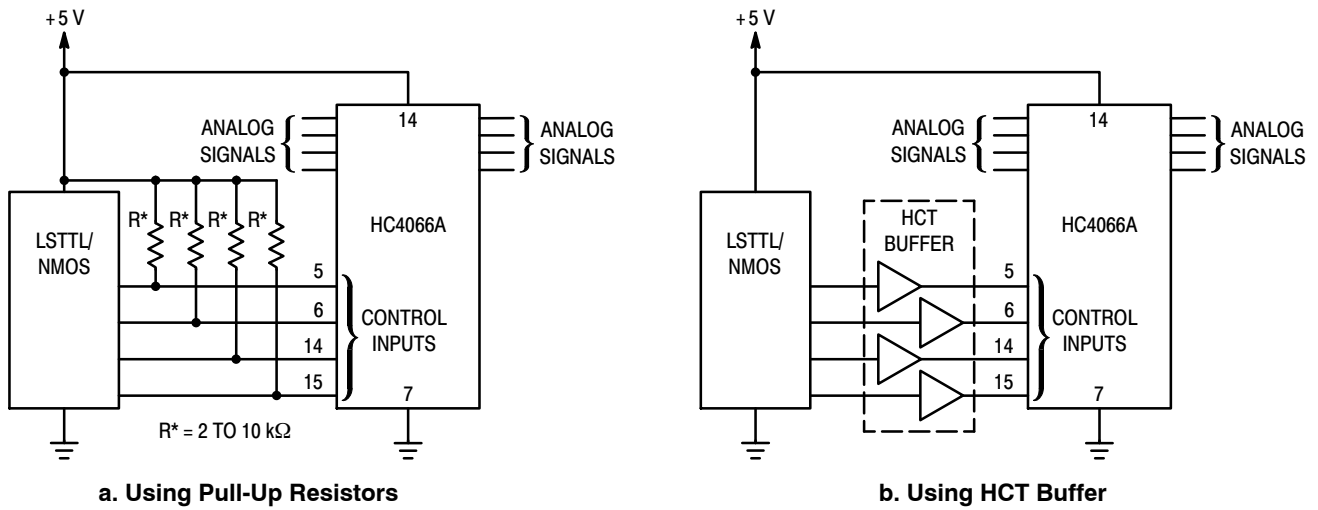 +5 V
ANALOG
SIGNALS
14
ANALOG
SIGNALS
R* R* R* R*
LSTTL/
NMOS
HC4066A
5
6
14
15
CONTROL
INPUTS
7
R* = 2 TO 10 kΩ
a. Using Pull-Up Resistors
+5 V
ANALOG
SIGNALS
14
ANALOG
SIGNALS
LSTTL/
NMOS
HCT
BUFFER
HC4066A
5
6
14
15
CONTROL
INPUTS
7
b. Using HCT Buffer